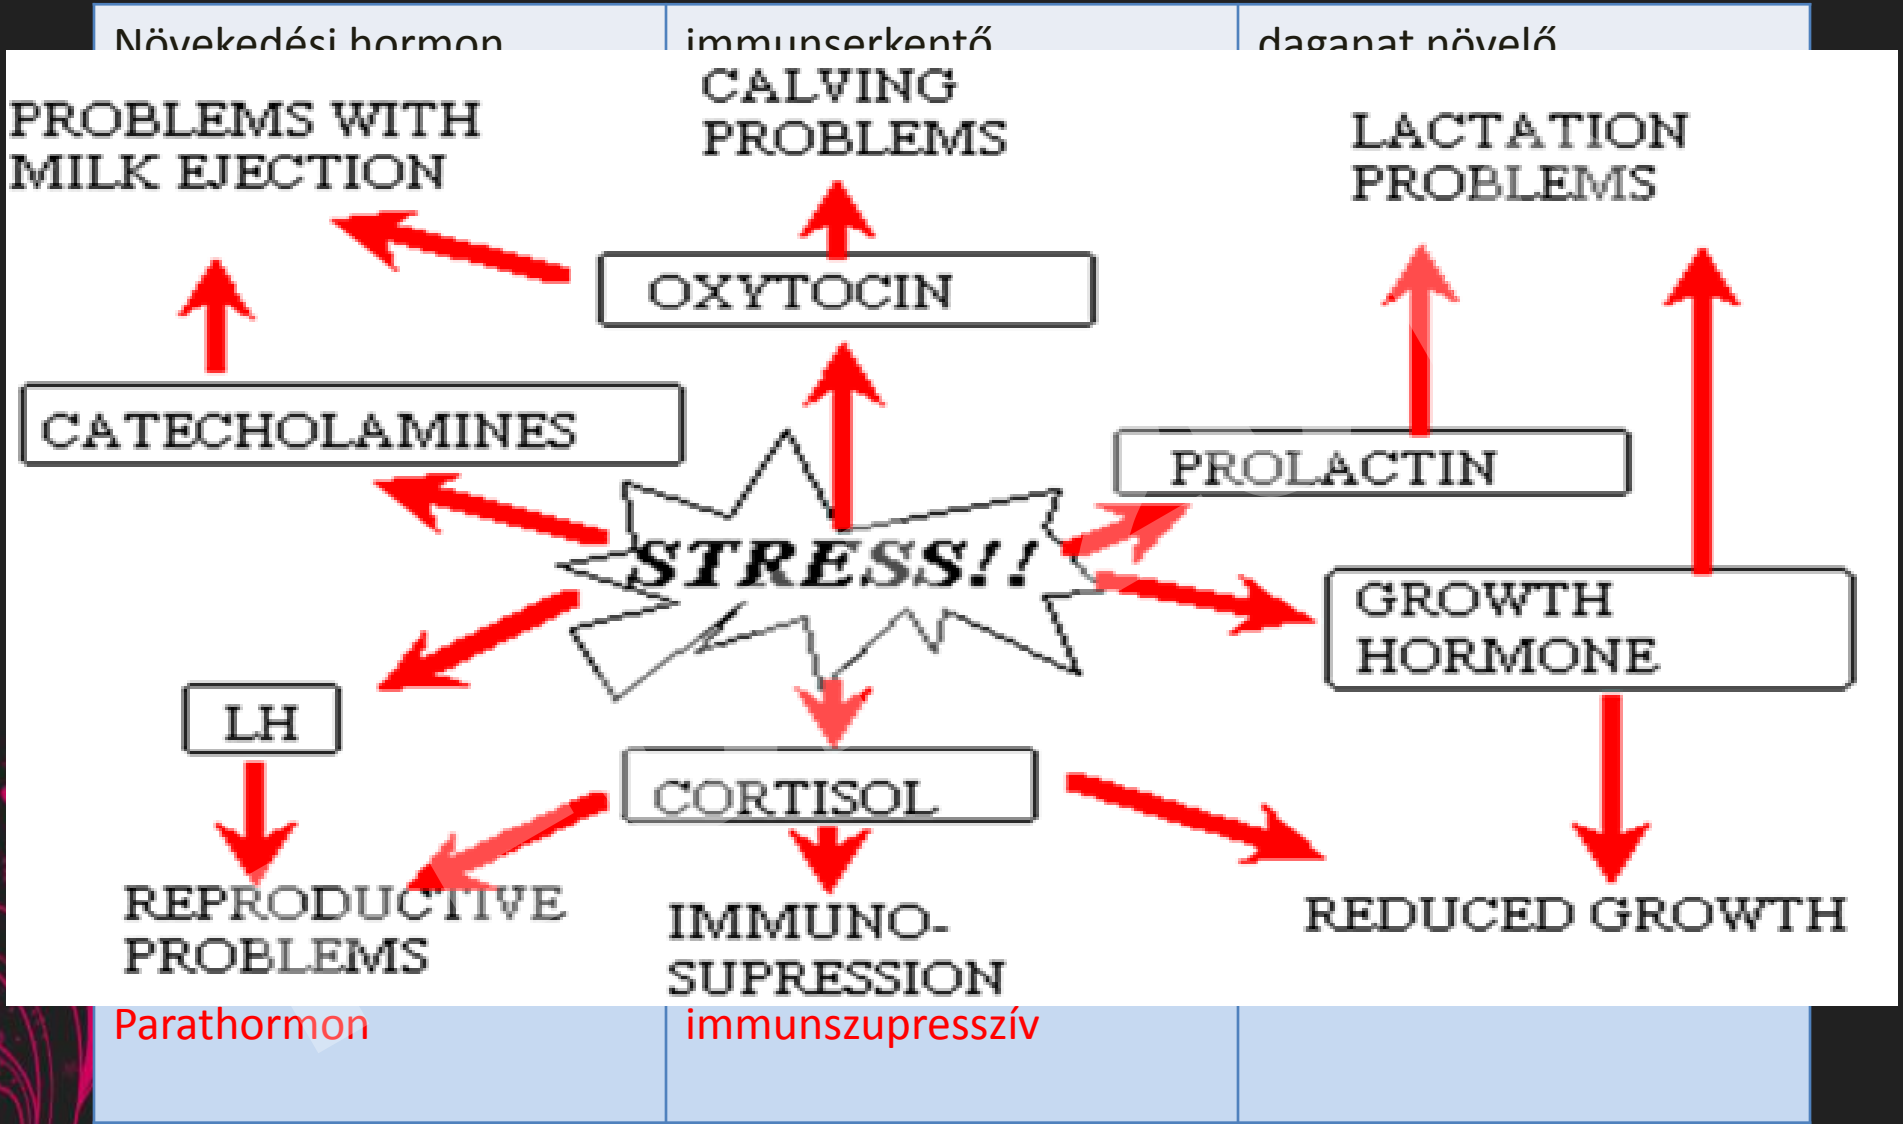 Növekedési hormon
immunserkentő
daganat növelő
PROBLEMS WITH
MILK EJECTION
CALVING
PROBLEMS
LACTATION
PROBLEMS
OXYTOCIN
CATECHOLAMINES
PROLACTIN
STRESS!!
GROWTH
HORMONE
LH
CORTISOL
REPRODUCTIVE
PROBLEMS
IMMUNO-
SUPRESSION
REDUCED GROWTH
Parathormon
immunszupresszív